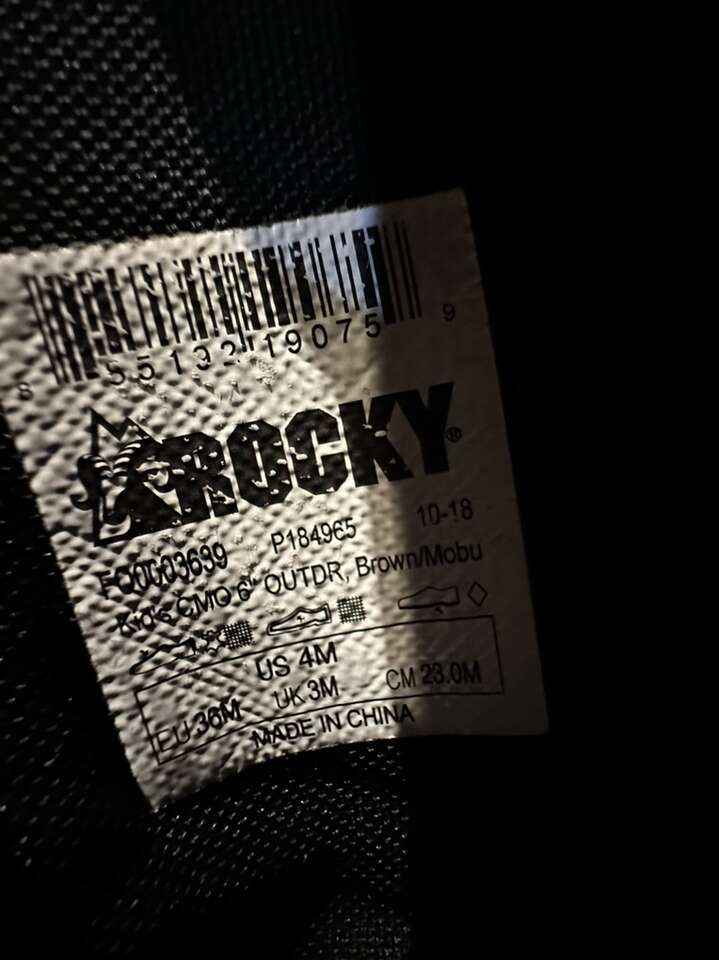 8 55192 19075 9
ROCKY®
FQ0003639 P184965 10-18
Kid's CMO 6" OUTDR, Brown/Mobu
US 4M
EU 36M UK 3M CM 23.0M
MADE IN CHINA